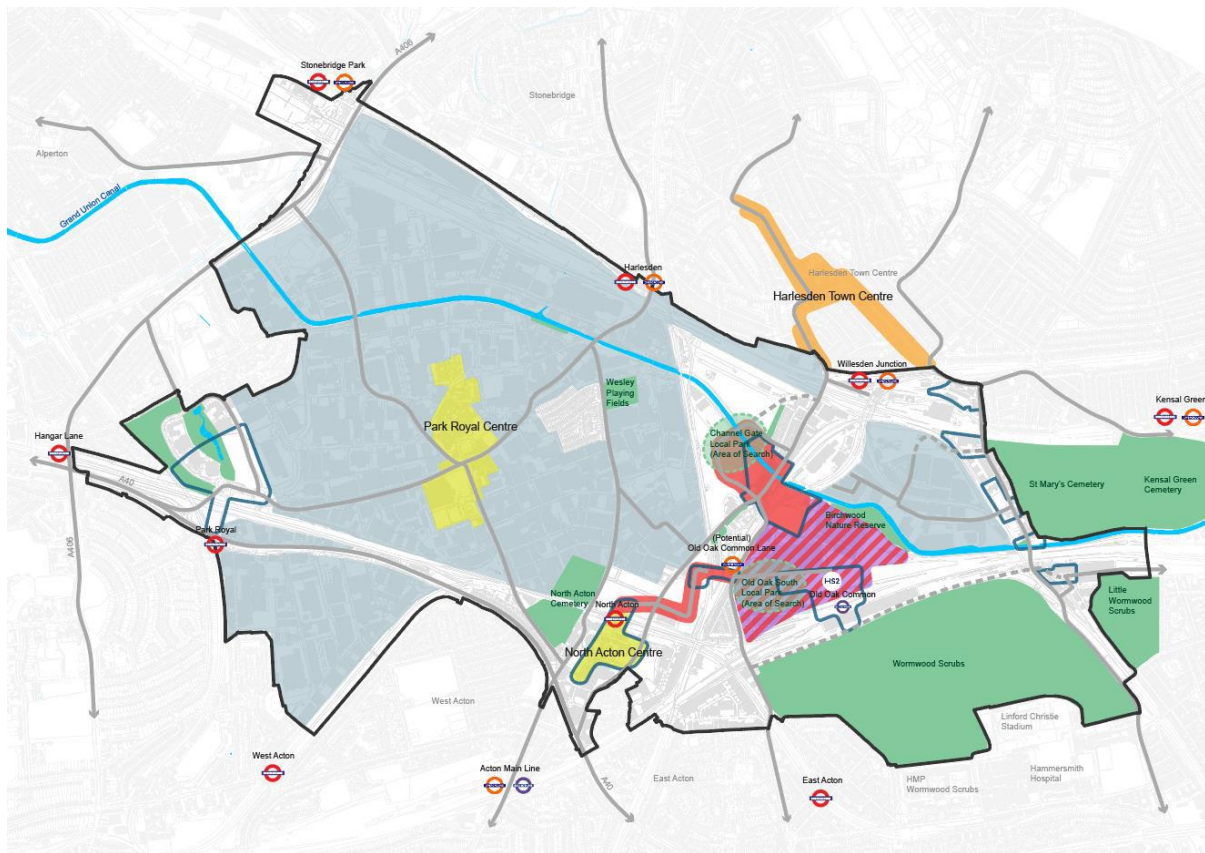 A406
Stonebridge Park
Stonebridge
Alperton
Grand Union Canal
Harlesden
Harlesden Town Centre
Harlesden Town Centre
Willesden Junction
Wesley
Playing
Fields
Kensal Green
Park Royal Centre
Channel Gate
Local Park
(Area of Search)
Hangar Lane
A40
St Mary's Cemetery
Kensal Green
Cemetery
Park Royal
A406
Birchwood
Nature Reserve
(Potential)
Old Oak Common Lane
HS2
Old Oak Common
Old Oak South
Local Park
(Area of Search)
North Acton
Cemetery
North Acton
Little
Wormwood
Scrubs
North Acton Centre
Wormwood Scrubs
West Acton
Linford Christie
Stadium
West Acton
Acton Main Line
East Acton
East Acton
HMP
Wormwood Scrubs
Hammersmith
Hospital
A40